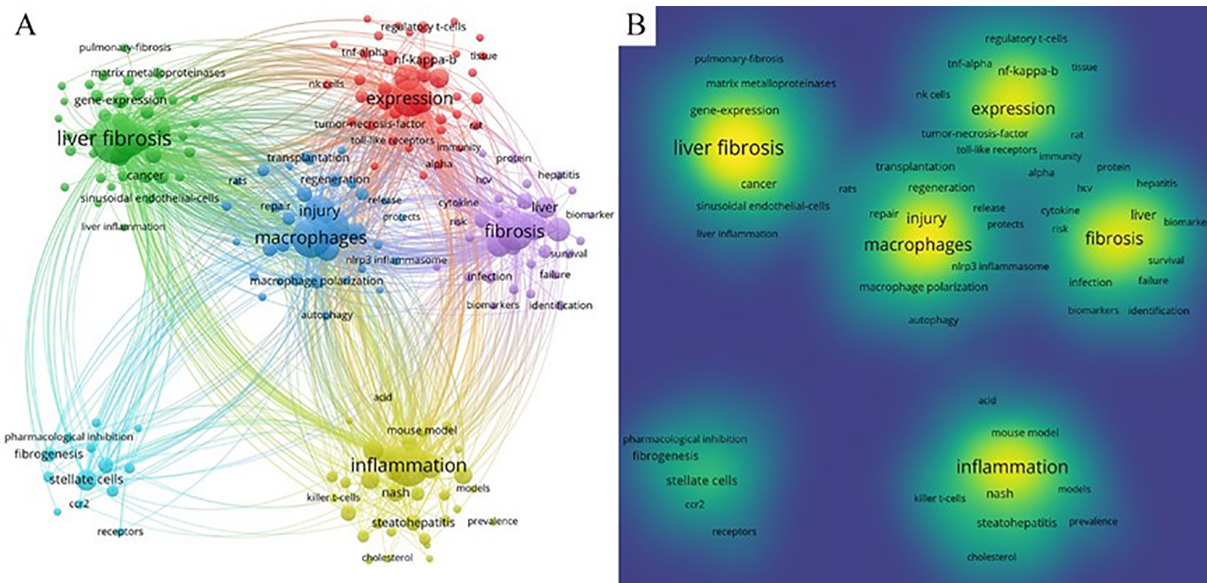 A
regulatory t-cells
pulmonary-fibrosis
tnf-alpha
tissue
nf-kappa-b
matrix metalloproteinases
nk cells
gene-expression
expression
tumor-necrosis-factor
rat
liver fibrosis
toll-like receptors
immunity
transplantation
alpha
protein
cancer
rats
regeneration
hcv
hepatitis
sinusoidal endothelial-cells
release
cytokine
liver
repair
injury
protects
risk
biomarker
liver inflammation
macrophages
fibrosis
survival
nlrp3 inflammasome
macrophage polarization
infection
failure
biomarkers
identification
autophagy
acid
mouse model
pharmacological inhibition
fibrogenesis
inflammation
stellate cells
killer t-cells
nash
models
ccr2
steatohepatitis
prevalence
receptors
cholesterol
B
regulatory t-cells
pulmonary-fibrosis
tnf-alpha
nf-kappa-b
tissue
matrix metalloproteinases
nk cells
gene-expression
expression
tumor-necrosis-factor
rat
liver fibrosis
toll-like receptors
immunity
transplantation
alpha
protein
cancer
rats
regeneration
hcv
hepatitis
sinusoidal endothelial-cells
release
cytokine
liver
repair
injury
protects
risk
biomarker
liver inflammation
macrophages
fibrosis
survival
nlrp3 inflammasome
macrophage polarization
infection
failure
biomarkers
identification
autophagy
acid
mouse model
pharmacological inhibition
fibrogenesis
inflammation
stellate cells
killer t-cells
nash
models
ccr2
steatohepatitis
prevalence
receptors
cholesterol